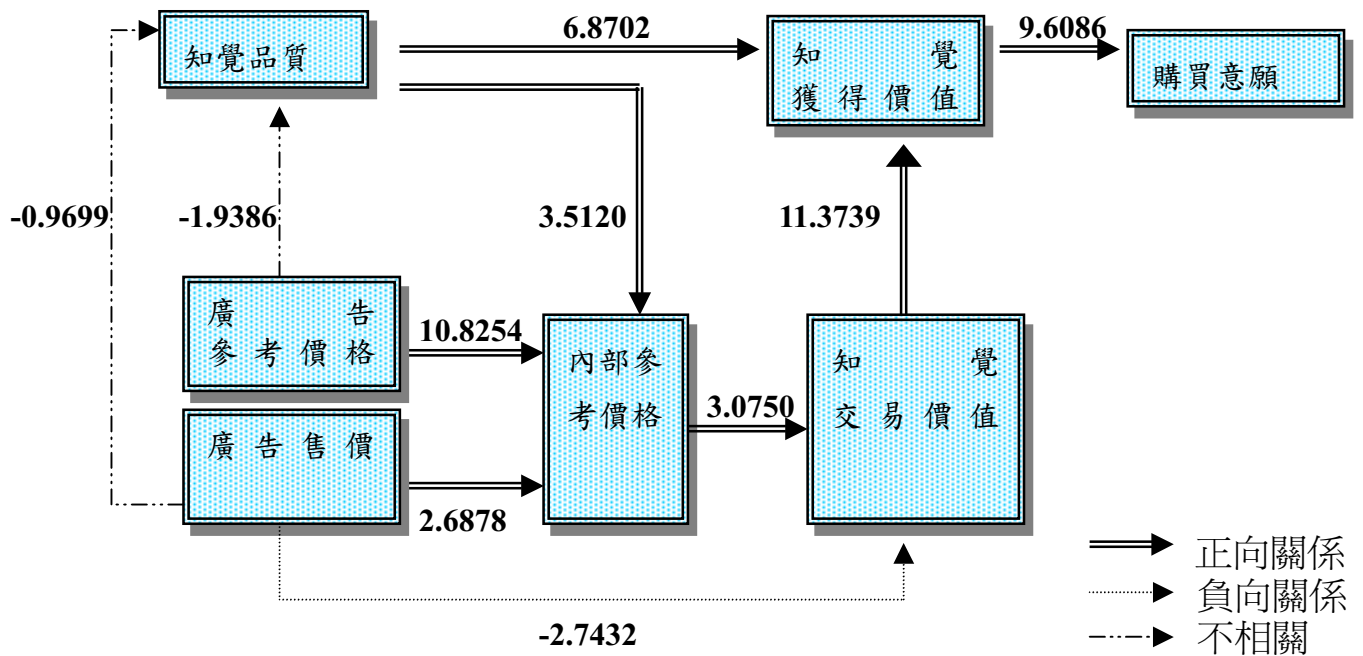 6.8702
9.6086
知覺品質
知覺
獲得價值
購買意願
-0.9699
-1.9386
3.5120
11.3739
廣告
參考價格
10.8254
內部參
考價格
知覺
交易價值
3.0750
廣告售價
2.6878
-2.7432
正向關係
負向關係
不相關